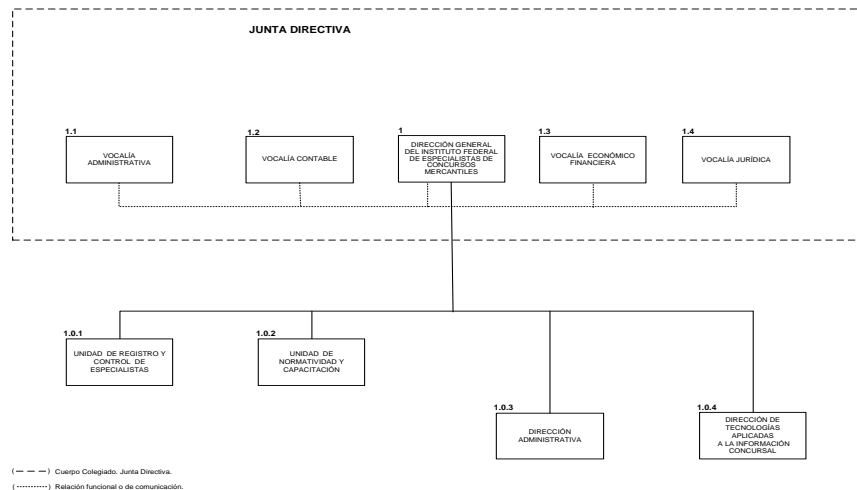 JUNTA DIRECTIVA
1.1
VOCALÍA
ADMINISTRATIVA
1.2
VOCALÍA CONTABLE
1
DIRECCIÓN GENERAL
DEL INSTITUTO FEDERAL
DE ESPECIALISTAS DE
CONCURSOS
MERCANTILES
1.3
VOCALÍA ECONÓMICO
FINANCIERA
1.4
VOCALÍA JURÍDICA
1.0.1
UNIDAD DE REGISTRO Y
CONTROL DE
ESPECIALISTAS
1.0.2
UNIDAD DE
NORMATIVIDAD Y
CAPACITACIÓN
1.0.3
DIRECCIÓN
ADMINISTRATIVA
1.0.4
DIRECCIÓN DE
TECNOLOGÍAS
APLICADAS
A LA INFORMACIÓN
CONCURSAL
( — — — ) Cuerpo Colegiado. Junta Directiva.
( ··········· ) Relación funcional o de comunicación.